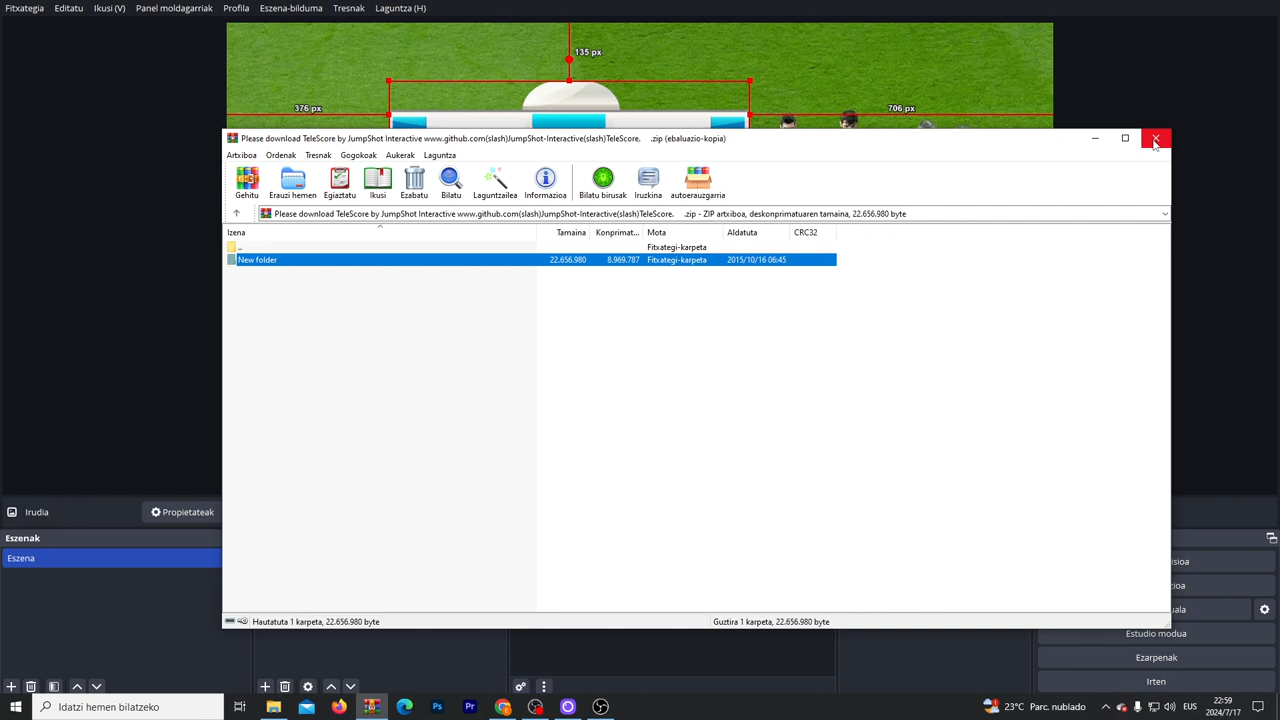 Fitxategia Editatu Ikusi (V) Panel moldagarriak Profila Eszena-bilduma Tresnak Laguntza (H)
135 px
376 px
706 px
Please download TeleScore by JumpShot Interactive www.github.com(slash)JumpShot-Interactive(slash)TeleScore. .zip (ebaluazio-kopia)
Artxiboa Ordenak Tresnak Gogokoak Aukerak Laguntza
Gehitu Erauzi hemen Egiaztatu Ikusi Ezabatu Bilatu Laguntzailea Informazioa Bilatu birusak Iruzkina autoerauzgarria
Please download TeleScore by JumpShot Interactive www.github.com(slash)JumpShot-Interactive(slash)TeleScore. .zip - ZIP artxiboa, deskonprimatuaren tamaina, 22.656.980 byte
Izena Tamaina Konprimat... Mota Aldatuta CRC32
.. Fitxategi-karpeta
New folder 22.656.980 8.969.787 Fitxategi-karpeta 2015/10/16 06:45
Irudia Propietateak
Eszenak
Eszena
isioa
zioa
uala
Hautatuta 1 karpeta, 22.656.980 byte Guztira 1 karpeta, 22.656.980 byte
Estudio modua
Ezarpenak
Irten
Idatzi hemen bilatzeko
23°C Parc. nublado
EUS
22:59
2024/7/17